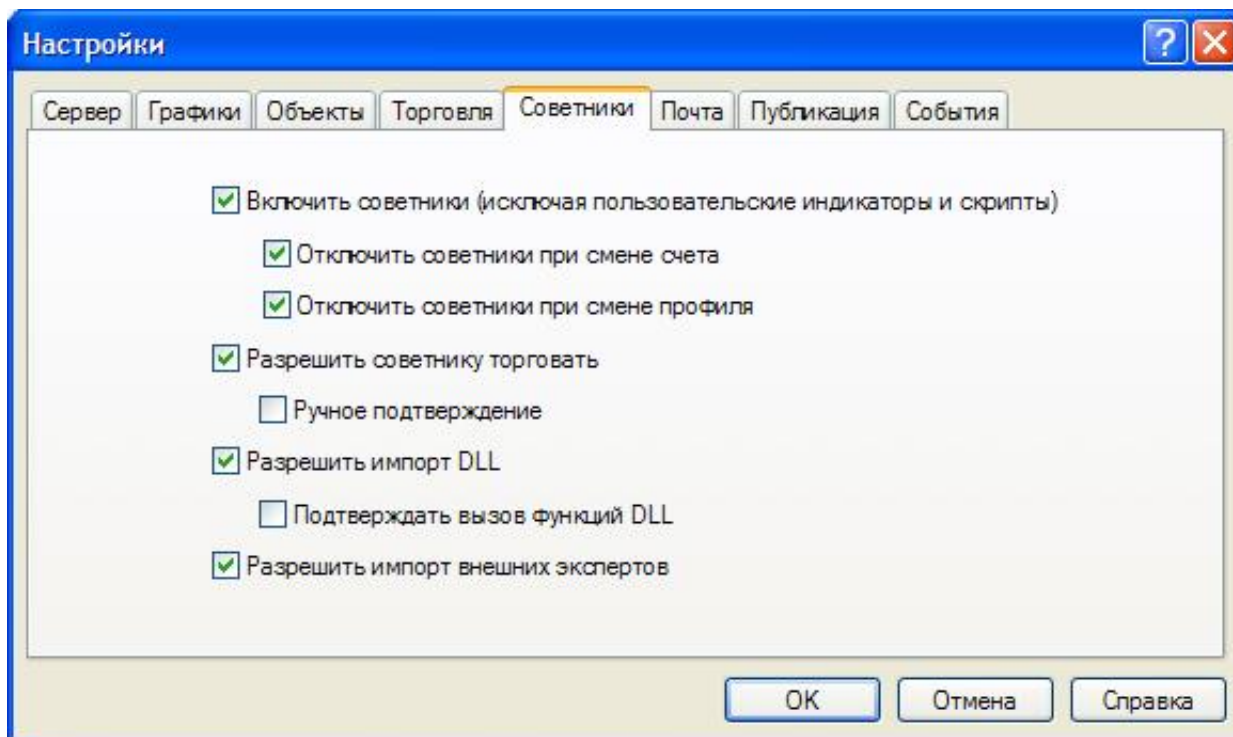 Настройки
Сервер Графики Объекты Торговля Советники Почта Публикация События
Включить советники (исключая пользовательские индикаторы и скрипты)
Отключить советники при смене счета
Отключить советники при смене профиля
Разрешить советнику торговать
Ручное подтверждение
Разрешить импорт DLL
Подтверждать вызов функций DLL
Разрешить импорт внешних экспертов
OK Отмена Справка